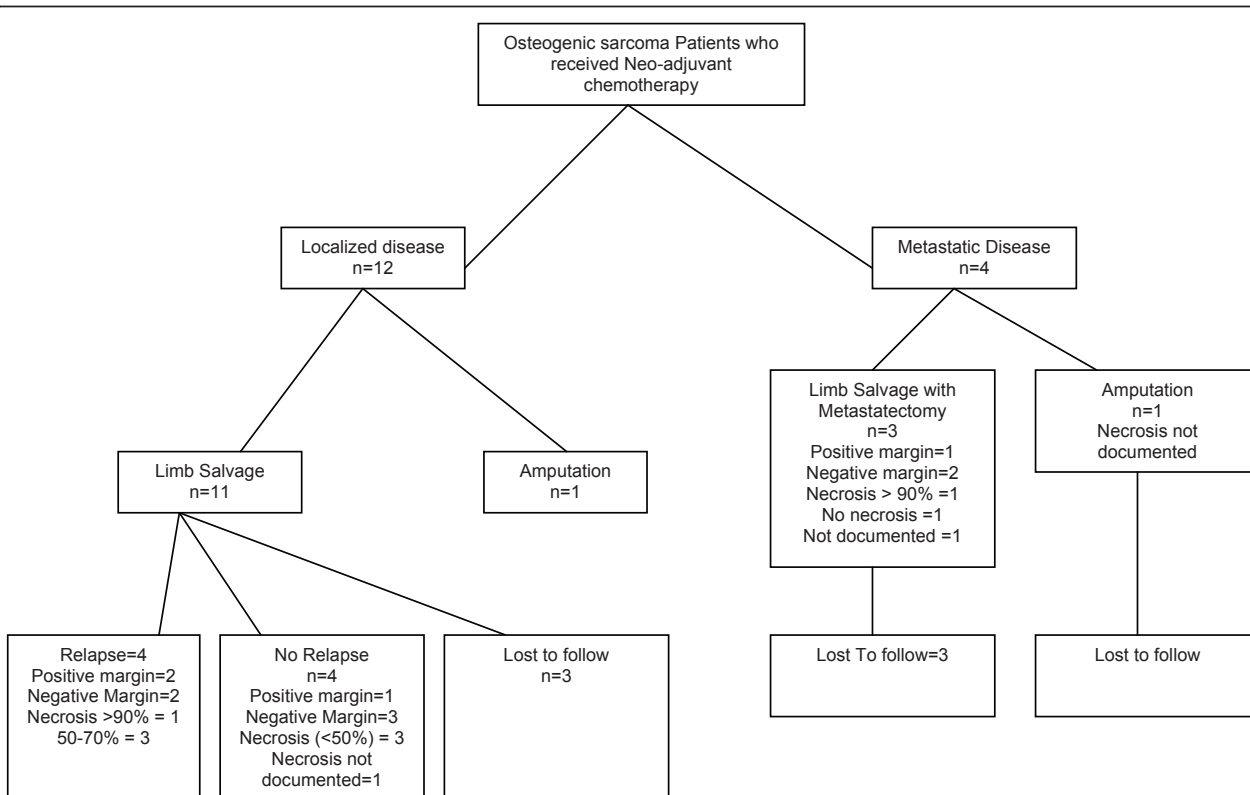 Osteogenic sarcoma Patients who
received Neo-adjuvant
chemotherapy
Localized disease
n=12
Metastatic Disease
n=4
Limb Salvage
n=11
Amputation
n=1
Limb Salvage with
Metastatectomy
n=3
Positive margin=1
Negative margin=2
Necrosis > 90% =1
No necrosis =1
Not documented =1
Amputation
n=1
Necrosis not
documented
Relapse=4
Positive margin=2
Negative Margin=2
Necrosis >90% = 1
50-70% = 3
No Relapse
n=4
Positive margin=1
Negative Margin=3
Necrosis (<50%) = 3
Necrosis not
documented=1
Lost to follow
n=3
Lost To follow=3
Lost to follow